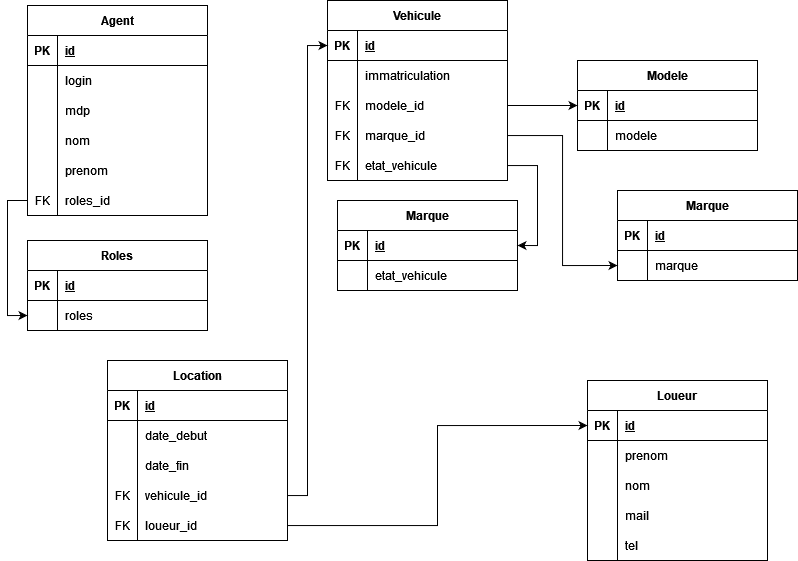 Agent
PK id
login
mdp
nom
prenom
FK roles_id
Roles
PK id
roles
Vehicule
PK id
immatriculation
FK modele_id
FK marque_id
FK etat_vehicule
Modele
PK id
modele
Marque
PK id
etat_vehicule
Marque
PK id
marque
Location
PK id
date_debut
date_fin
FK vehicule_id
FK loueur_id
Loueur
PK id
prenom
nom
mail
tel